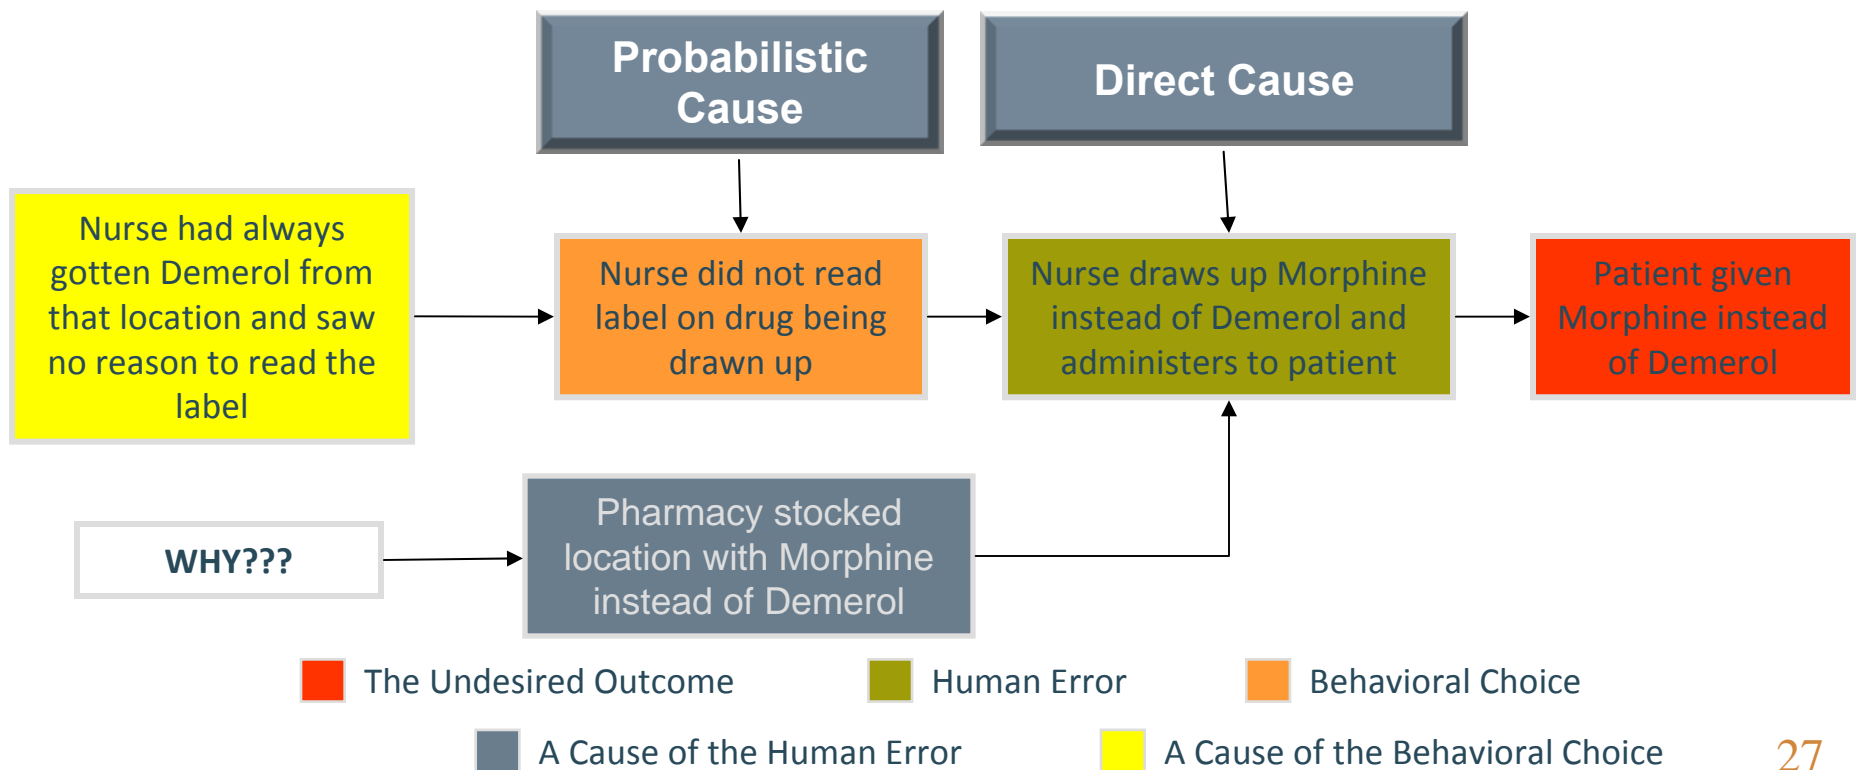 Probabilistic
Cause
Direct Cause
Nurse had always
gotten Demerol from
that location and saw
no reason to read the
label
Nurse did not read
label on drug being
drawn up
Nurse draws up Morphine
instead of Demerol and
administers to patient
Patient given
Morphine instead
of Demerol
WHY???
Pharmacy stocked
location with Morphine
instead of Demerol
The Undesired Outcome
Human Error
Behavioral Choice
A Cause of the Human Error
A Cause of the Behavioral Choice
27